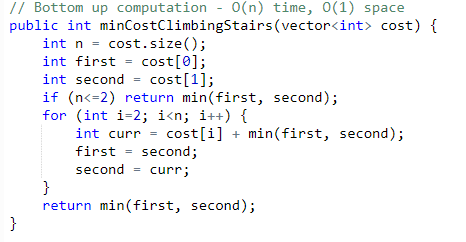 // Bottom up computation - O(n) time, O(1) space
public int minCostClimbingStairs(vector<int> cost) {
    int n = cost.size();
    int first = cost[0];
    int second = cost[1];
    if (n<=2) return min(first, second);
    for (int i=2; i<n; i++) {
        int curr = cost[i] + min(first, second);
        first = second;
        second = curr;
    }
    return min(first, second);
}